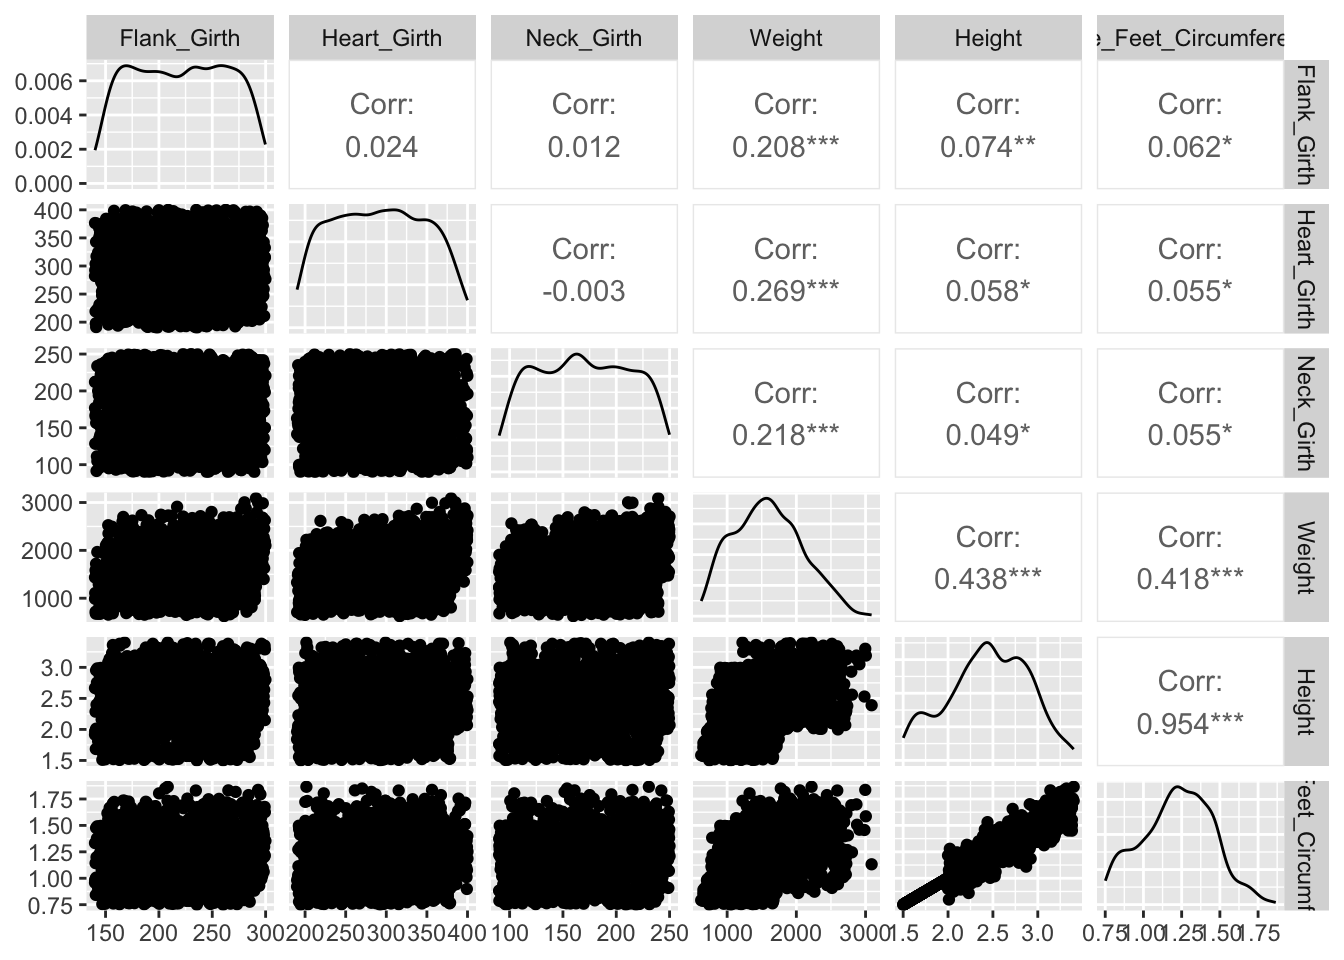 Flank_Girth Heart_Girth Neck_Girth Weight Height e_Feet_Circumfere
0.006
0.004
0.002
0.000
Corr:
0.024
Corr:
0.012
Corr:
0.208***
Corr:
0.074**
Corr:
0.062*
Flank_Girth
400
350
300
250
200
Corr:
-0.003
Corr:
0.269***
Corr:
0.058*
Corr:
0.055*
Heart_Girth
250
200
150
100
Corr:
0.218***
Corr:
0.049*
Corr:
0.055*
Neck_Girth
3000
2000
1000
Corr:
0.438***
Corr:
0.418***
Weight
3.0
2.5
2.0
1.5
Corr:
0.954***
Height
1.75
1.50
1.25
1.00
0.75
Feet_Circumf
150 200 250 300 200 250 300 350 400 100 150 200 250 1000 2000 3000 1.5 2.0 2.5 3.0 0.75 1.00 1.25 1.50 1.75